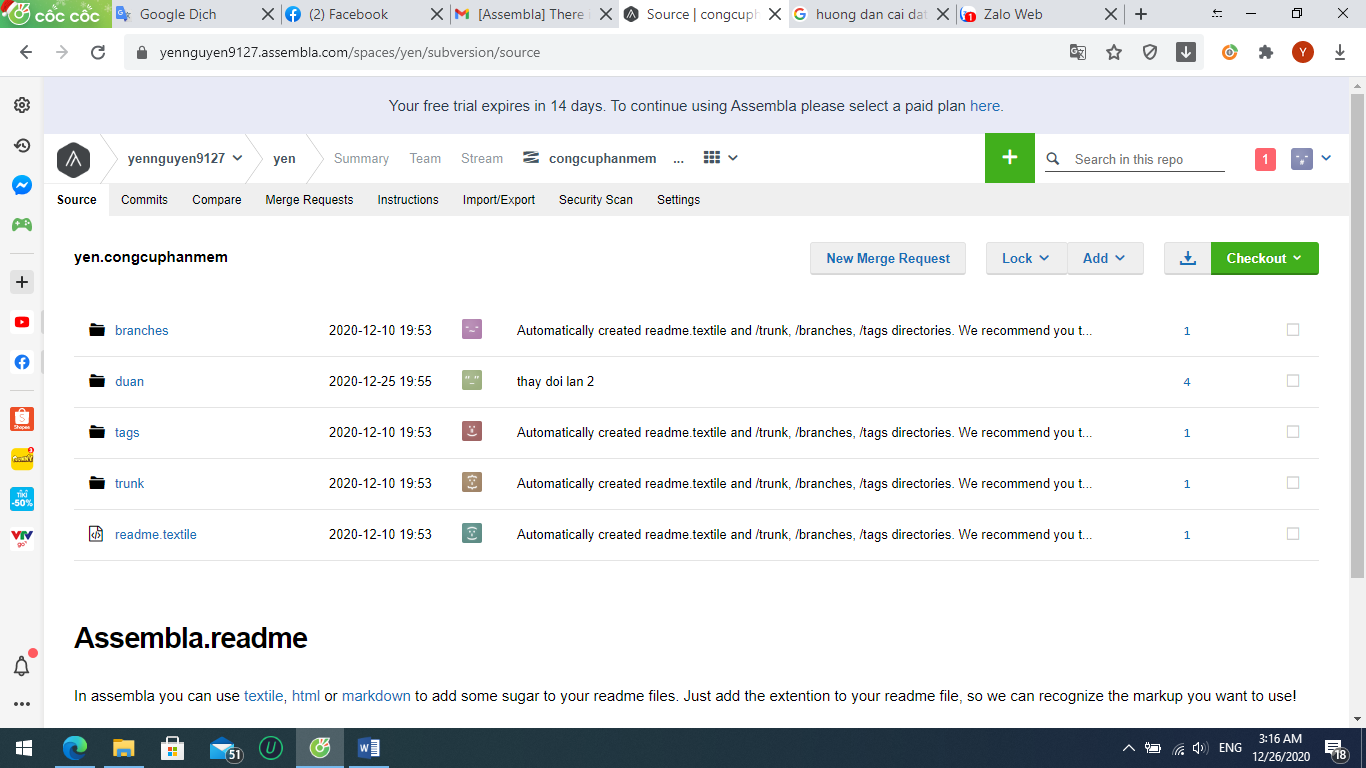 cốc cốc
Google Dịch
(2) Facebook
[Assembla] There i
Source | congcuph
huong dan cai da
1
Zalo Web
yennguyen9127.assembla.com/spaces/yen/subversion/source
Y
Your free trial expires in 14 days. To continue using Assembla please select a paid plan here.
yennguyen9127
yen
Summary
Team
Stream
congcuphanmem
...
+
Search in this repo
1
Source
Commits
Compare
Merge Requests
Instructions
Import/Export
Security Scan
Settings
yen.congcuphanmem
New Merge Request
Lock
Add
Checkout
branches 2020-12-10 19:53 Automatically created readme.textile and /trunk, /branches, /tags directories. We recommend you t... 1
duan 2020-12-25 19:55 thay doi lan 2 4
tags 2020-12-10 19:53 Automatically created readme.textile and /trunk, /branches, /tags directories. We recommend you t... 1
trunk 2020-12-10 19:53 Automatically created readme.textile and /trunk, /branches, /tags directories. We recommend you t... 1
readme.textile 2020-12-10 19:53 Automatically created readme.textile and /trunk, /branches, /tags directories. We recommend you t... 1
Shopee
TIKI
-50%
VTV
go
Assembla.readme
In assembla you can use textile, html or markdown to add some sugar to your readme files. Just add the extention to your readme file, so we can recognize the markup you want to use!
51
ENG
3:16 AM
12/26/2020
18